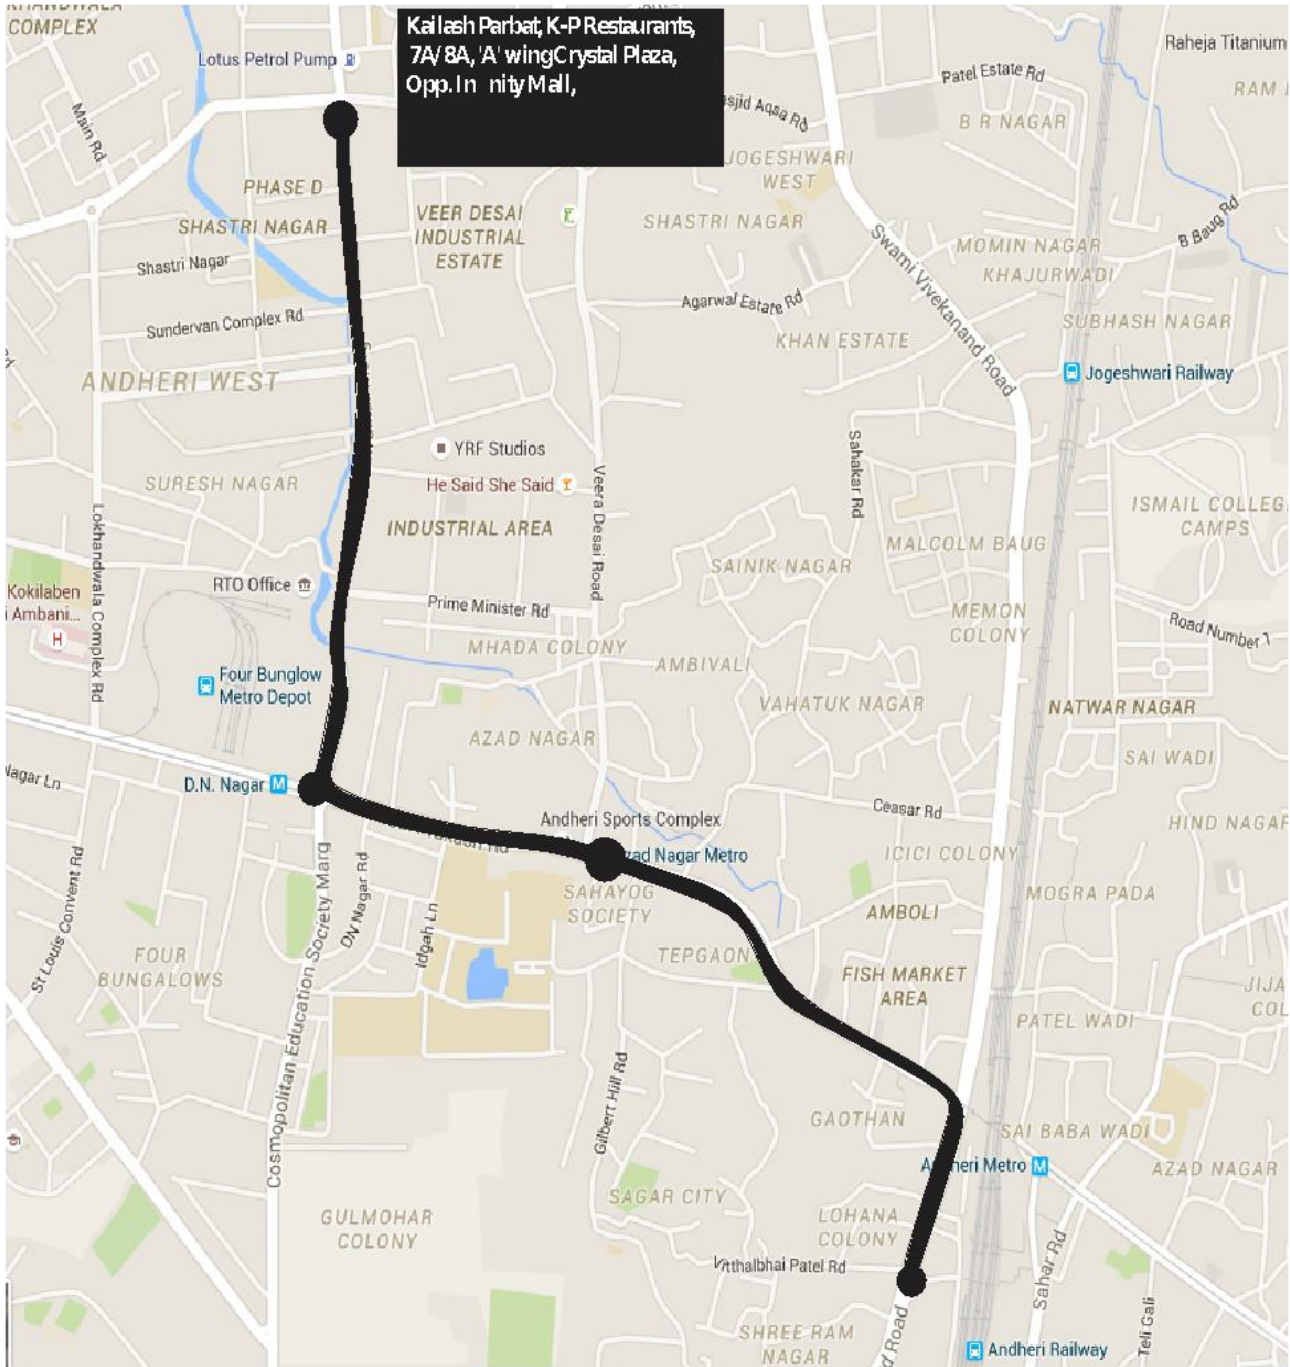 KHANDWALA
COMPLEX
Lotus Petrol Pump
Kailash Parbat, K-P Restaurants,
7A/ 8A, 'A' wing Crystal Plaza,
Opp. In nity Mall,
Raheja Titanium
Patel Estate Rd
RAM
B R NAGAR
asjid Aqsa Rd
Main Rd
JOGESHWARI
WEST
PHASE D
SHASTRI NAGAR
VEER DESAI
INDUSTRIAL
ESTATE
SHASTRI NAGAR
B Baug Rd
MOMIN NAGAR
KHAJURWADI
Shastri Nagar
Swami Vivekanand Road
Agarwal Estate Rd
Sundervan Complex Rd
SUBHASH NAGAR
KHAN ESTATE
Rd
ANDHERI WEST
Jogeshwari Railway
YRF Studios
He Said She Said
Sahakar Rd
SURESH NAGAR
Veera Desai Road
INDUSTRIAL AREA
ISMAIL COLLEG
CAMPS
MALCOLM BAUG
Lokhandwala Complex Rd
SAINIK NAGAR
RTO Office
Kokilaben
i Ambani...
H
Prime Minister Rd
MEMON
COLONY
Road Number 1
MHADA COLONY
AMBIVALI
Four Bunglow
Metro Depot
VAHATUK NAGAR
NATWAR NAGAR
AZAD NAGAR
SAI WADI
Nagar Ln
D.N. Nagar M
Andheri Sports Complex
Ceasar Rd
HIND NAGAR
zad Nagar Metro
ICICI COLONY
SAHAYOG
SOCIETY
MOGRA PADA
AMBOLI
St Louis Convent Rd
Cosmopolitan Education Society Marg
DN Nagar Rd
Idgah Ln
FOUR
BUNGALOWS
TEPGAON
FISH MARKET
AREA
JIJA
COL
PATEL WADI
Gilbert Hill Rd
GAOTHAN
SAI BABA WADI
Andheri Metro M
AZAD NAGAR
SAGAR CITY
GULMOHAR
COLONY
LOHANA
COLONY
Vitthalbhai Patel Rd
Sahar Rd
Teli Gali
SHREE RAM
NAGAR
d Road
Andheri Railway